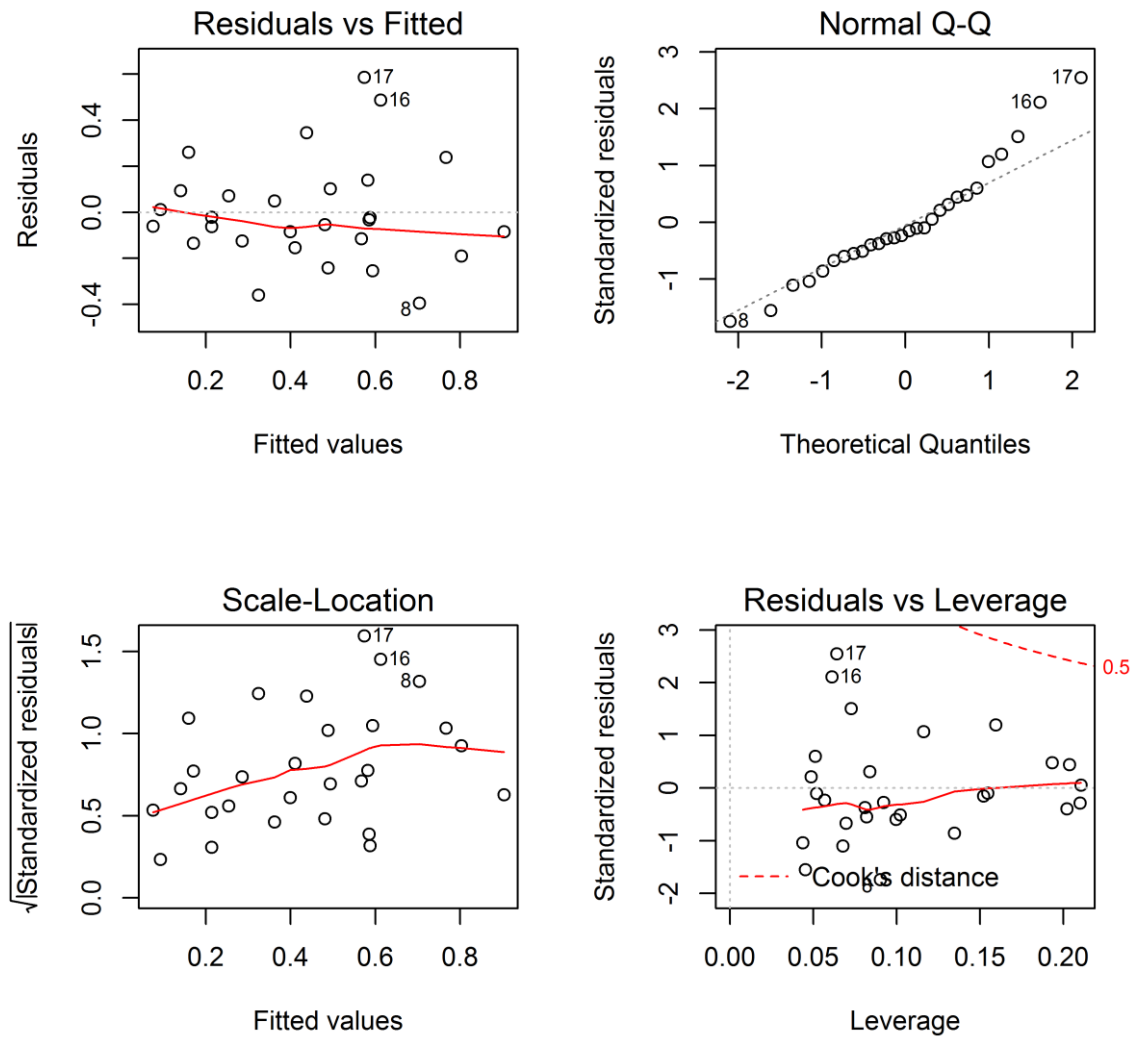 Residuals vs Fitted
Residuals
0.4
0.0
-0.4
17
16
8
0.2 0.4 0.6 0.8
Fitted values
Normal Q-Q
Standardized residuals
3
2
1
0
-1
17
16
8
-2 -1 0 1 2
Theoretical Quantiles
Scale-Location
√|Standardized residuals|
1.5
1.0
0.5
0.0
17
16
8
0.2 0.4 0.6 0.8
Fitted values
Residuals vs Leverage
Standardized residuals
3
2
1
0
-1
-2
17
16
8
0.5
Cook's distance
0.00 0.05 0.10 0.15 0.20
Leverage